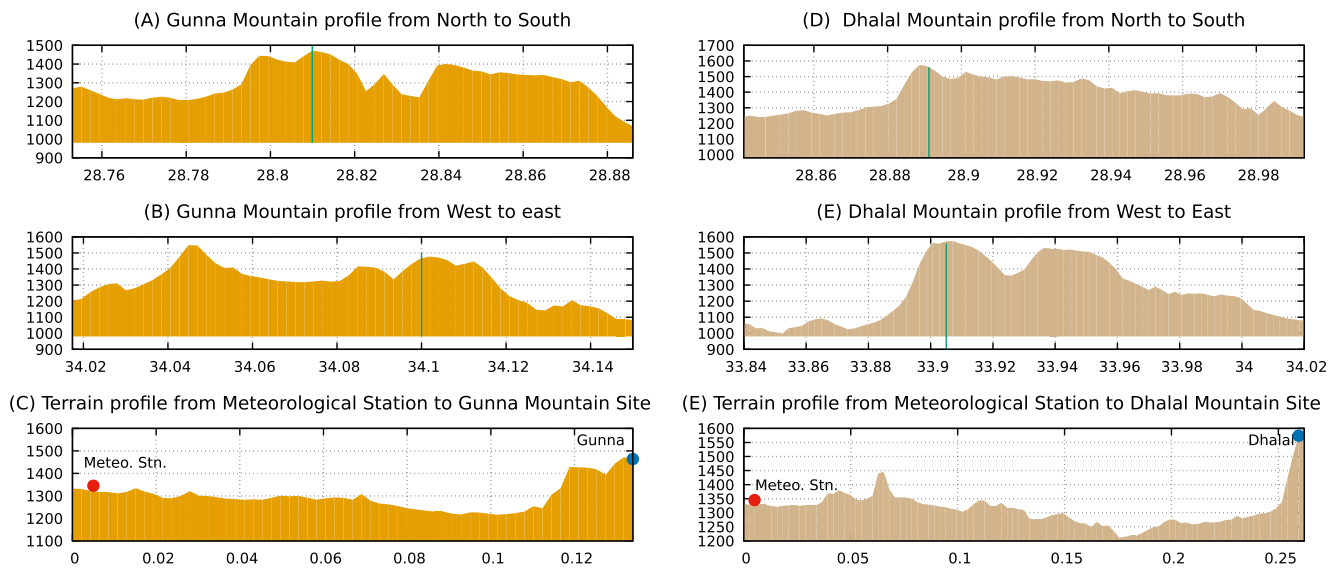 (A) Gunna Mountain profile from North to South
1500
1400
1300
1200
1100
1000
900
28.76 28.78 28.8 28.82 28.84 28.86 28.88
(B) Gunna Mountain profile from West to east
1600
1500
1400
1300
1200
1100
1000
900
34.02 34.04 34.06 34.08 34.1 34.12 34.14
(C) Terrain profile from Meteorological Station to Gunna Mountain Site
1600
1500
1400
1300
1200
1100
Meteo. Stn.
Gunna
0 0.02 0.04 0.06 0.08 0.1 0.12
(D) Dhalal Mountain profile from North to South
1700
1600
1500
1400
1300
1200
1100
1000
28.86 28.88 28.9 28.92 28.94 28.96 28.98
(E) Dhalal Mountain profile from West to East
1600
1500
1400
1300
1200
1100
1000
900
33.84 33.86 33.88 33.9 33.92 33.94 33.96 33.98 34 34.02
(E) Terrain profile from Meteorological Station to Dhalal Mountain Site
1600
1550
1500
1450
1400
1350
1300
1250
1200
Dhalal
Meteo. Stn.
0 0.05 0.1 0.15 0.2 0.25